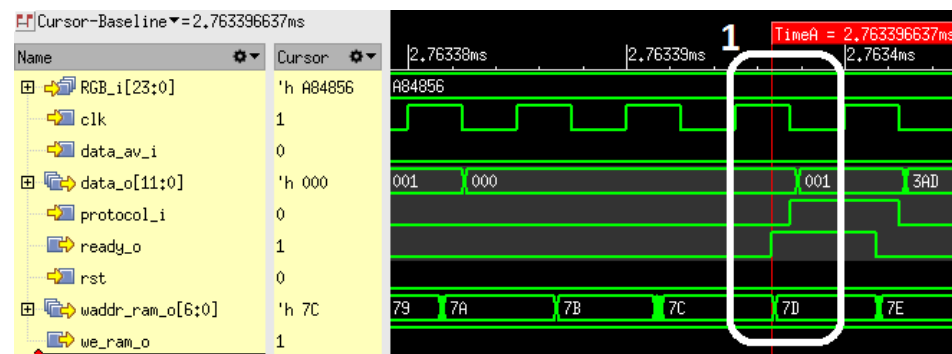 Cursor-Baseline▼=2,763396637ms
1
TimeA = 2,763396637ms
Name Cursor 2,76338ms 2,76339ms 2,7634ms
RGB_i[23:0] 'h A84856 A84856
clk 1
data_av_i 0
data_o[11:0] 'h 000 001 000 001 3AD
protocol_i 0
ready_o 1
rst 0
waddr_ram_o[6:0] 'h 7C 79 7A 7B 7C 7D 7E
we_ram_o 1